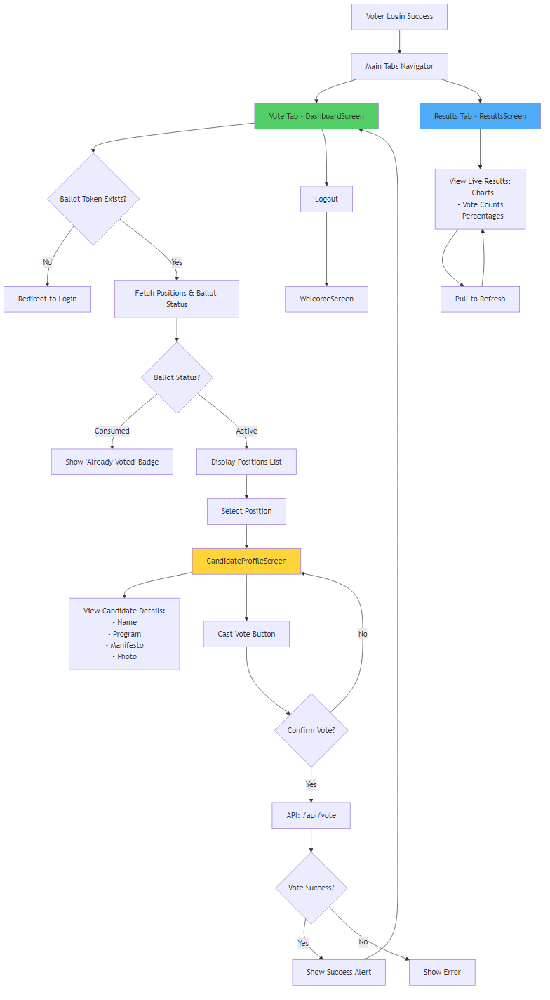 Voter Login Success
Main Tabs Navigator
Vote Tab - DashboardScreen
Results Tab - ResultsScreen
Ballot Token Exists?
Logout
View Live Results:
- Charts
- Vote Counts
- Percentages
No
Yes
Redirect to Login
Fetch Positions & Ballot
Status
WelcomeScreen
Pull to Refresh
Ballot Status?
Consumed
Active
Show 'Already Voted' Badge
Display Positions List
Select Position
CandidateProfileScreen
View Candidate Details:
- Name
- Program
- Manifesto
- Photo
Cast Vote Button
No
Confirm Vote?
Yes
API: /api/vote
Vote Success?
Yes
No
Show Success Alert
Show Error